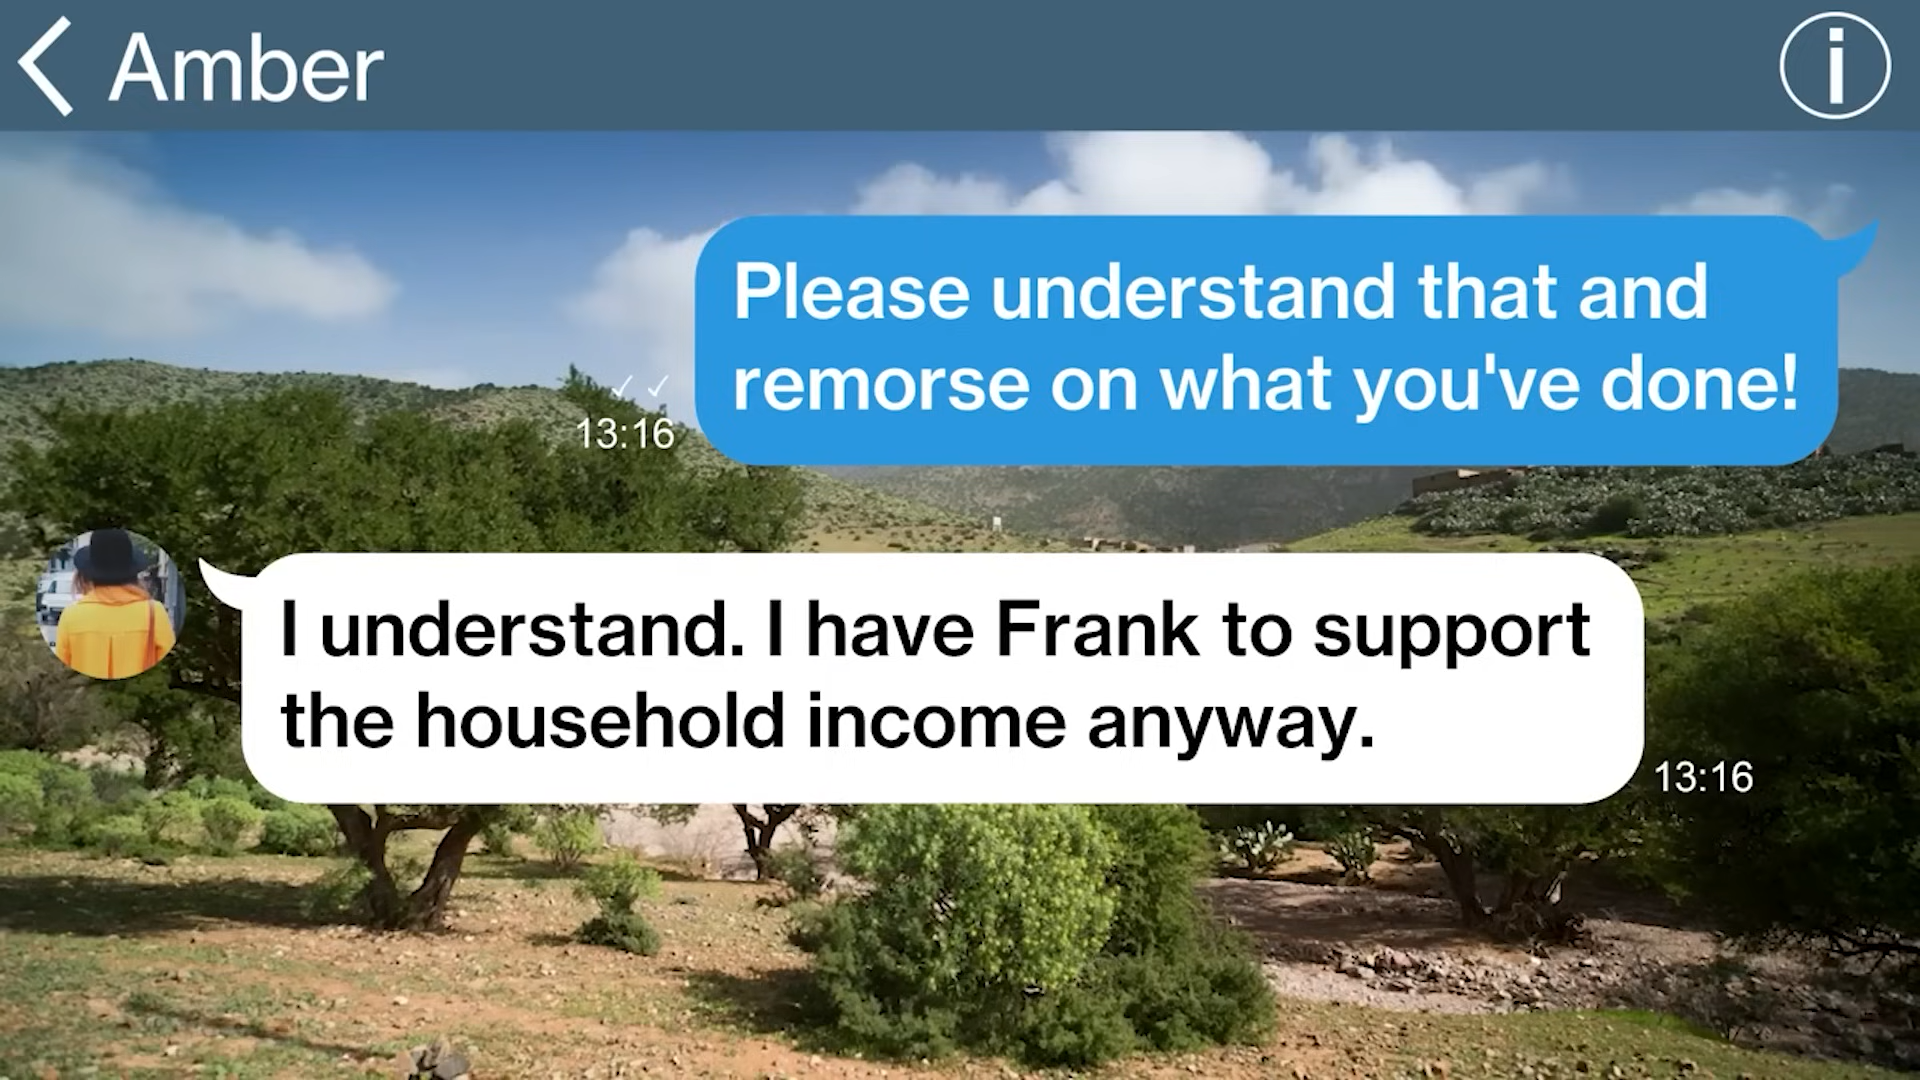 Amber
Please understand that and
remorse on what you've done!
13:16
I understand. I have Frank to support
the household income anyway.
13:16